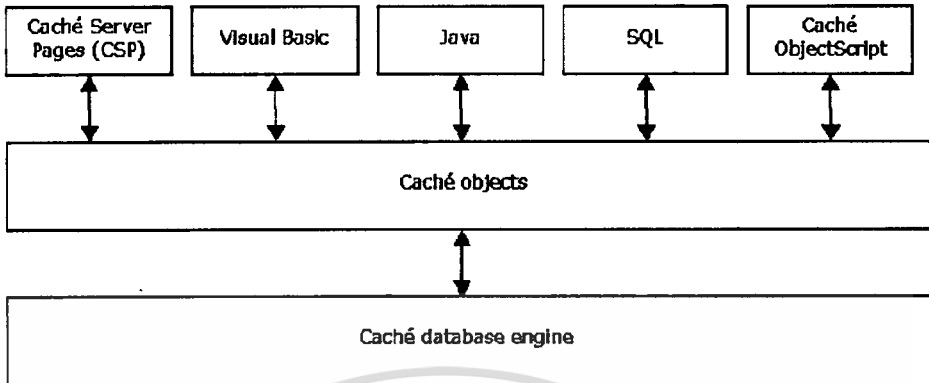 Caché Server
Pages (CSP)
Visual Basic
Java
SQL
Caché
ObjectScript
Caché objects
Caché database engine